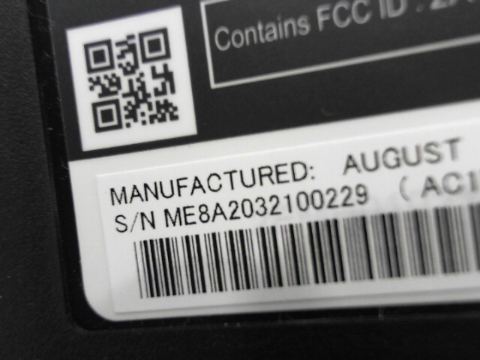 Contains FCC ID :
MANUFACTURED: AUGUST
S/N ME8A2032100229 (